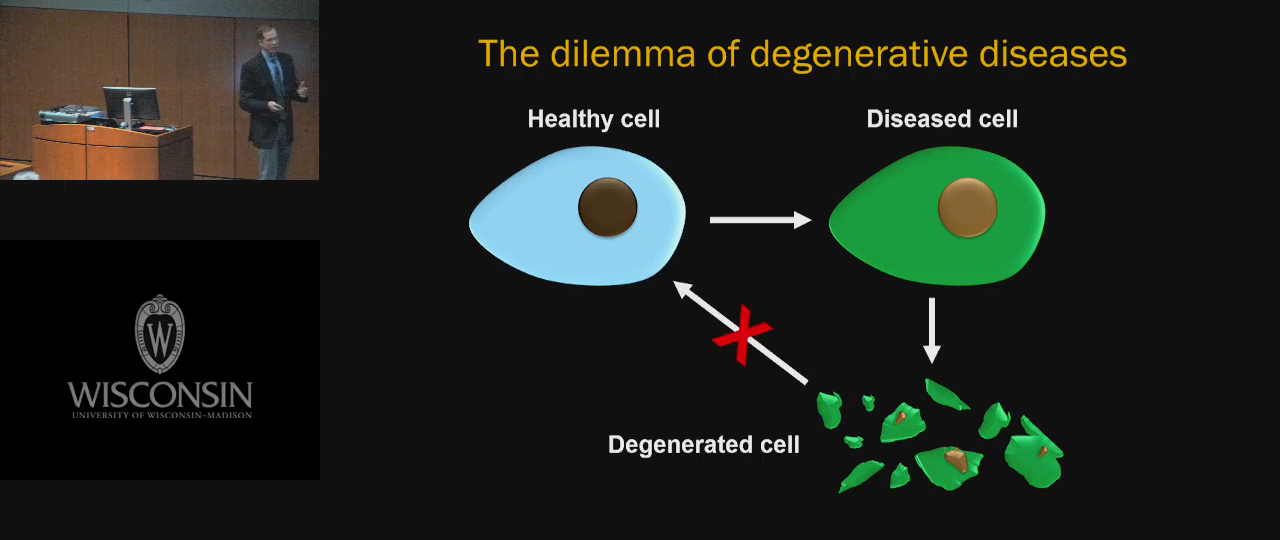 The dilemma of degenerative diseases
Healthy cell
Diseased cell
Degenerated cell
W
WISCONSIN
UNIVERSITY OF WISCONSIN–MADISON